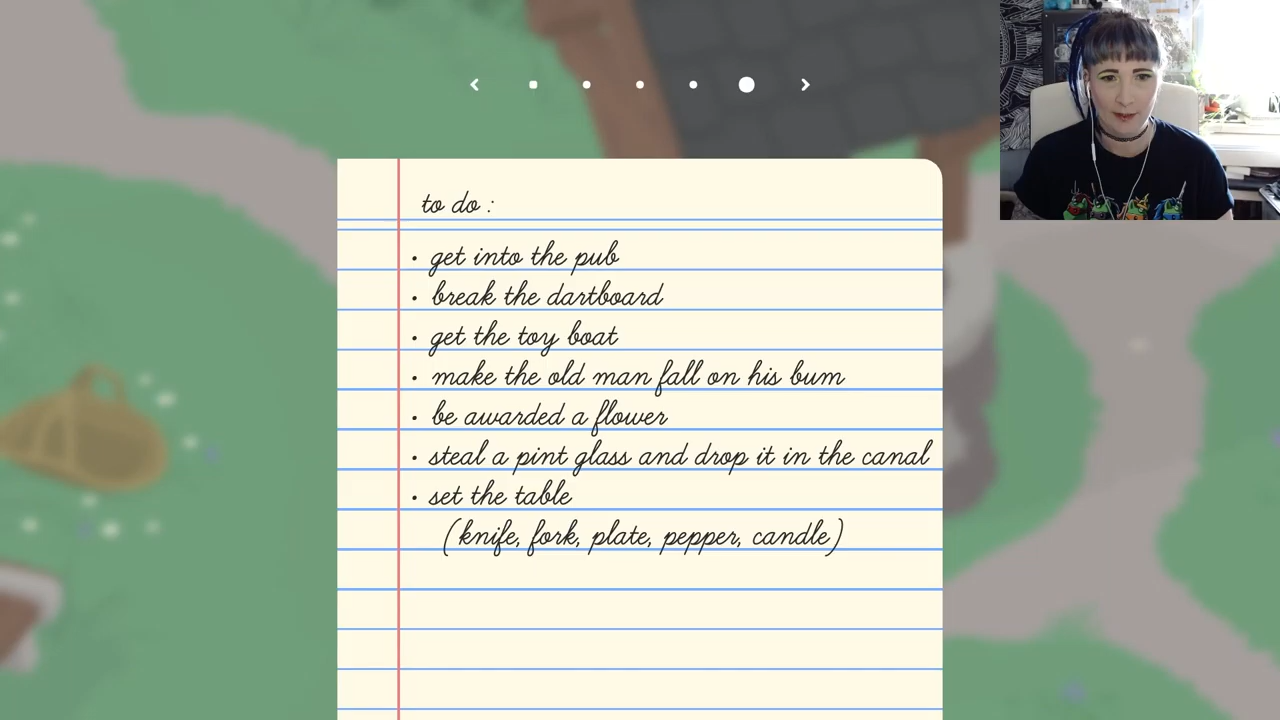 to do :
• get into the pub
• break the dartboard
• get the toy boat
• make the old man fall on his bum
• be awarded a flower
• steal a pint glass and drop it in the canal
• set the table
(knife, fork, plate, pepper, candle)